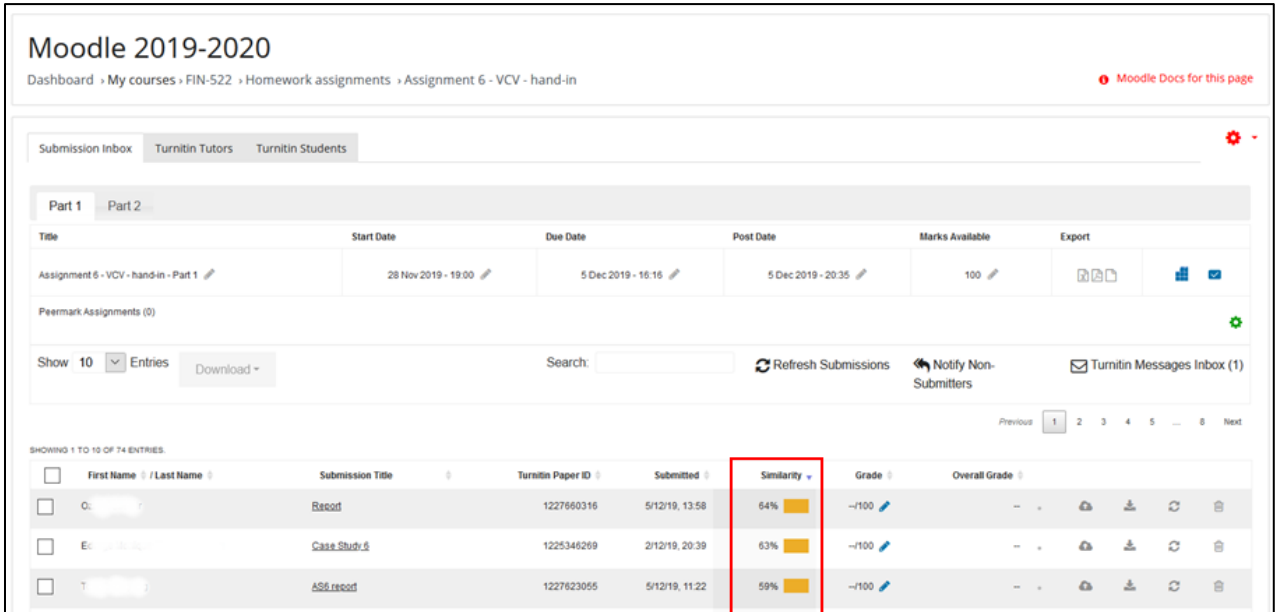 Moodle 2019-2020
Dashboard › My courses › FIN-522 › Homework assignments › Assignment 6 - VCV - hand-in
Moodle Docs for this page
Submission Inbox Turnitin Tutors Turnitin Students
Part 1 Part 2
Title Start Date Due Date Post Date Marks Available Export
Assignment 6 - VCV - hand-in - Part 1 28 Nov 2019 - 19:00 5 Dec 2019 - 16:16 5 Dec 2019 - 20:35 100
Peermark Assignments (0)
Show 10 Entries Download Search: Refresh Submissions Notify Non-
Submitters Turnitin Messages Inbox (1)
Previous 1 2 3 4 5 ... 8 Next
SHOWING 1 TO 10 OF 74 ENTRIES.
First Name / Last Name Submission Title Turnitin Paper ID Submitted Similarity Grade Overall Grade
Report 1227660316 5/12/19, 13:58 64% --/100 --
Case Study 6 1225346269 2/12/19, 20:39 63% --/100 --
AS6 report 1227623055 5/12/19, 11:22 59% --/100 --